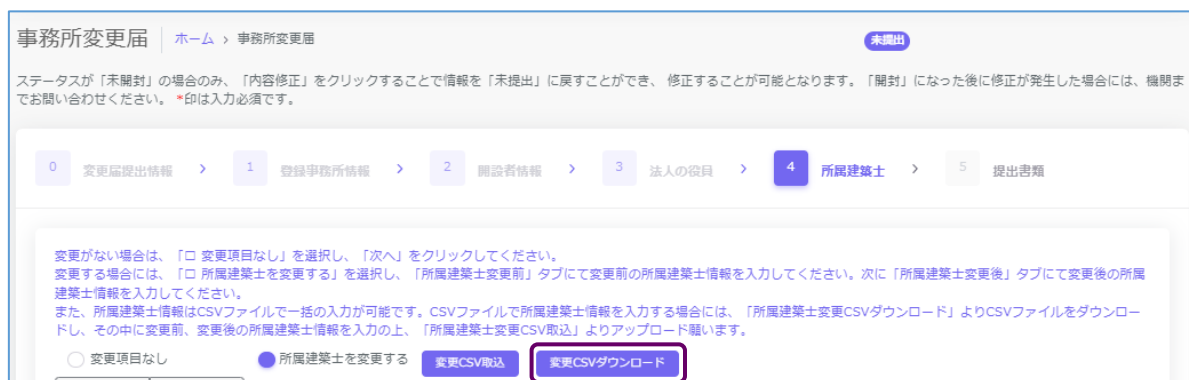 事務所変更届 ホーム > 事務所変更届 未提出
ステータスが「未開封」の場合のみ、「内容修正」をクリックすることで情報を「未提出」に戻すことができ、 修正することが可能となります。「開封」になった後に修正が発生した場合には、機関ま
でお問い合わせください。 *印は入力必須です。
0 変更届提出情報 > 1 登録事務所情報 > 2 開設者情報 > 3 法人の役員 > 4 所属建築士 > 5 提出書類
変更がない場合は、「□ 変更項目なし」を選択し、「次へ」をクリックしてください。
変更する場合には、「□ 所属建築士を変更する」を選択し、「所属建築士変更前」タブにて変更前の所属建築士情報を入力してください。次に「所属建築士変更後」タブにて変更後の所属
建築士情報を入力してください。
また、所属建築士情報はCSVファイルで一括の入力が可能です。CSVファイルで所属建築士情報を入力する場合には、「所属建築士変更CSVダウンロード」よりCSVファイルをダウンロー
ドし、その中に変更前、変更後の所属建築士情報を入力の上、「所属建築士変更CSV取込」よりアップロード願います。
変更項目なし 所属建築士を変更する 変更CSV取込 変更CSVダウンロード